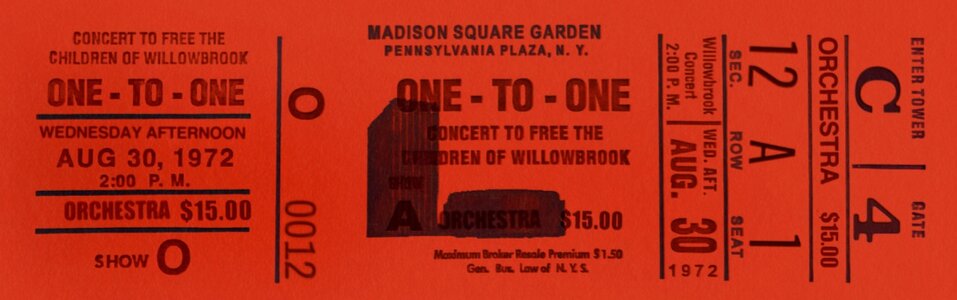 CONCERT TO FREE THE
CHILDREN OF WILLOWBROOK
ONE - TO - ONE
WEDNESDAY AFTERNOON
AUG 30, 1972
2:00 P. M.
ORCHESTRA $15.00
SHOW O
O
0012
MADISON SQUARE GARDEN
PENNSYLVANIA PLAZA, N. Y.
ONE - TO - ONE
CONCERT TO FREE THE
CHILDREN OF WILLOWBROOK
A ORCHESTRA $15.00
Maximum Broker Resale Premium $1.50
Gen. Bus. Law of N. Y. S.
Willowbrook
Concert
2:00 P. M.
WED. AFT.
AUG. 30
1972
SEC. ROW SEAT
12 A 1
ORCHESTRA $15.00
C 4
ENTER TOWER GATE